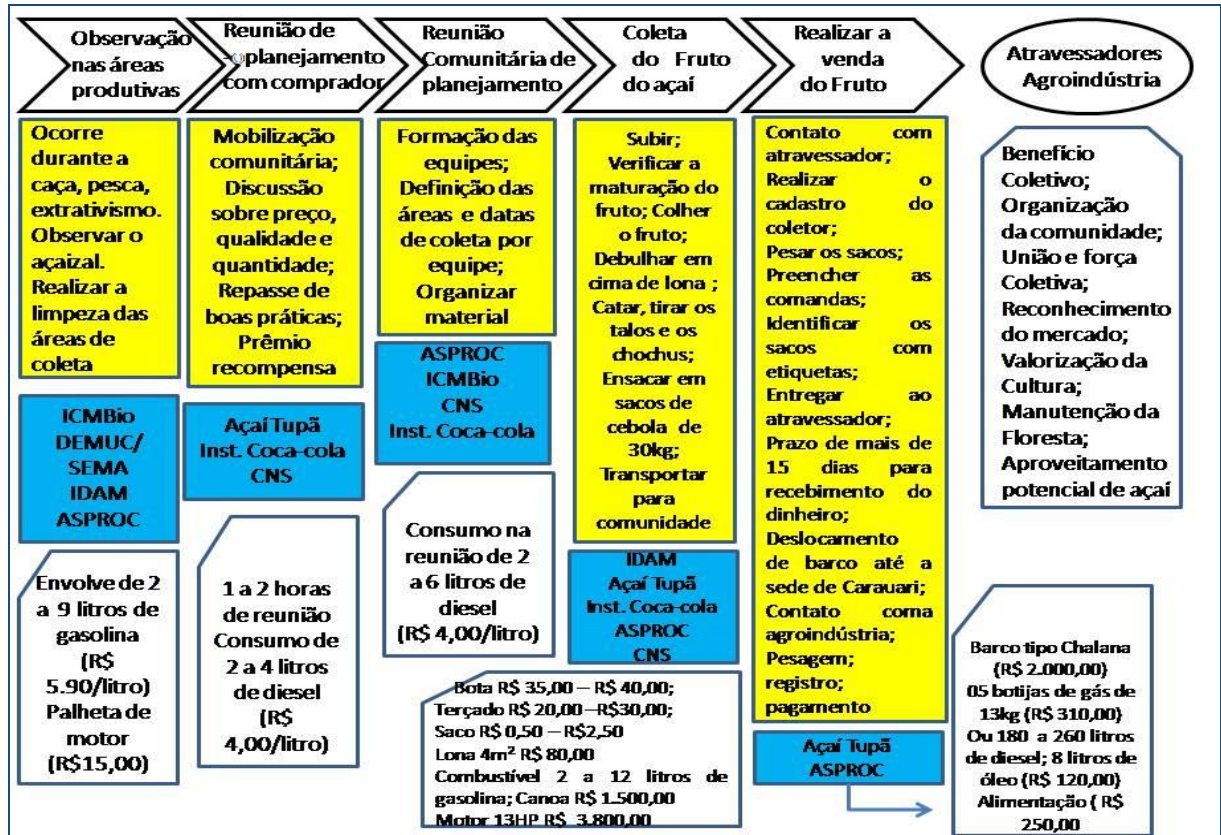 Observação
nas áreas
produtivas
Reunião de
planejamento
com comprador
Reunião
Comunitária de
planejamento
Coleta
do Fruto
do açaí
Realizar a
venda
do Fruto
Atravessadores
Agroindústria
Ocorre
durante a
caça, pesca,
extrativismo.
Observar o
açaizal.
Realizar a
limpeza das
áreas de
coleta
Mobilização
comunitária;
Discussão
sobre preço,
qualidade e
quantidade;
Repasse de
boas práticas;
Prêmio
recompensa
Formação das
equipes;
Definição das
áreas e datas
de coleta por
equipe;
Organizar
material
Subir;
Verificar a
maturação do
fruto; Colher
o fruto;
Debulhar em
cima de lona ;
Catar, tirar os
talos e os
chochus;
Ensacar em
sacos de
cebola de
30kg;
Transportar
para
comunidade
Contato com
atravessador;
Realizar o
cadastro do
coletor;
Pesar os sacos;
Preencher as
comandas;
Identificar os
sacos com
etiquetas;
Entregar ao
atravessador;
Prazo de mais de
15 dias para
recebimento do
dinheiro;
Deslocamento
de barco até a
sede de Carauari;
Contato coma
agroindústria;
Pesagem;
registro;
pagamento
Benefício
Coletivo;
Organização
da comunidade;
União e força
Coletiva;
Reconhecimento
do mercado;
Valorização da
Cultura;
Manutenção da
Floresta;
Aproveitamento
potencial de açaí
ICMBio
DEMUC/
SEMA
IDAM
ASPROC
Açaí Tupã
Inst. Coca-cola
CNS
ASPROC
ICMBio
CNS
Inst. Coca-cola
IDAM
Açaí Tupã
Inst. Coca-cola
ASPROC
CNS
Açaí Tupã
ASPROC
Envolve de 2
a 9 litros de
gasolina
(R$
5.90/litro)
Palheta de
motor
(R$15,00)
1 a 2 horas
de reunião
Consumo de
2 a 4 litros
de diesel
(R$
4,00/litro)
Consumo na
reunião de 2
a 6 litros de
diesel
(R$ 4,00/litro)
Bota R$ 35,00 – R$ 40,00;
Terçado R$ 20,00 –R$30,00;
Saco R$ 0,50 – R$2,50
Lona 4m² R$ 80,00
Combustível 2 a 12 litros de
gasolina; Canoa R$ 1.500,00
Motor 13HP R$ 3.800,00
Barco tipo Chalana
(R$ 2.000,00)
05 botijas de gás de
13kg (R$ 310,00)
Ou 180 a 260 litros
de diesel; 8 litros de
óleo (R$ 120,00)
Alimentação ( R$
250,00